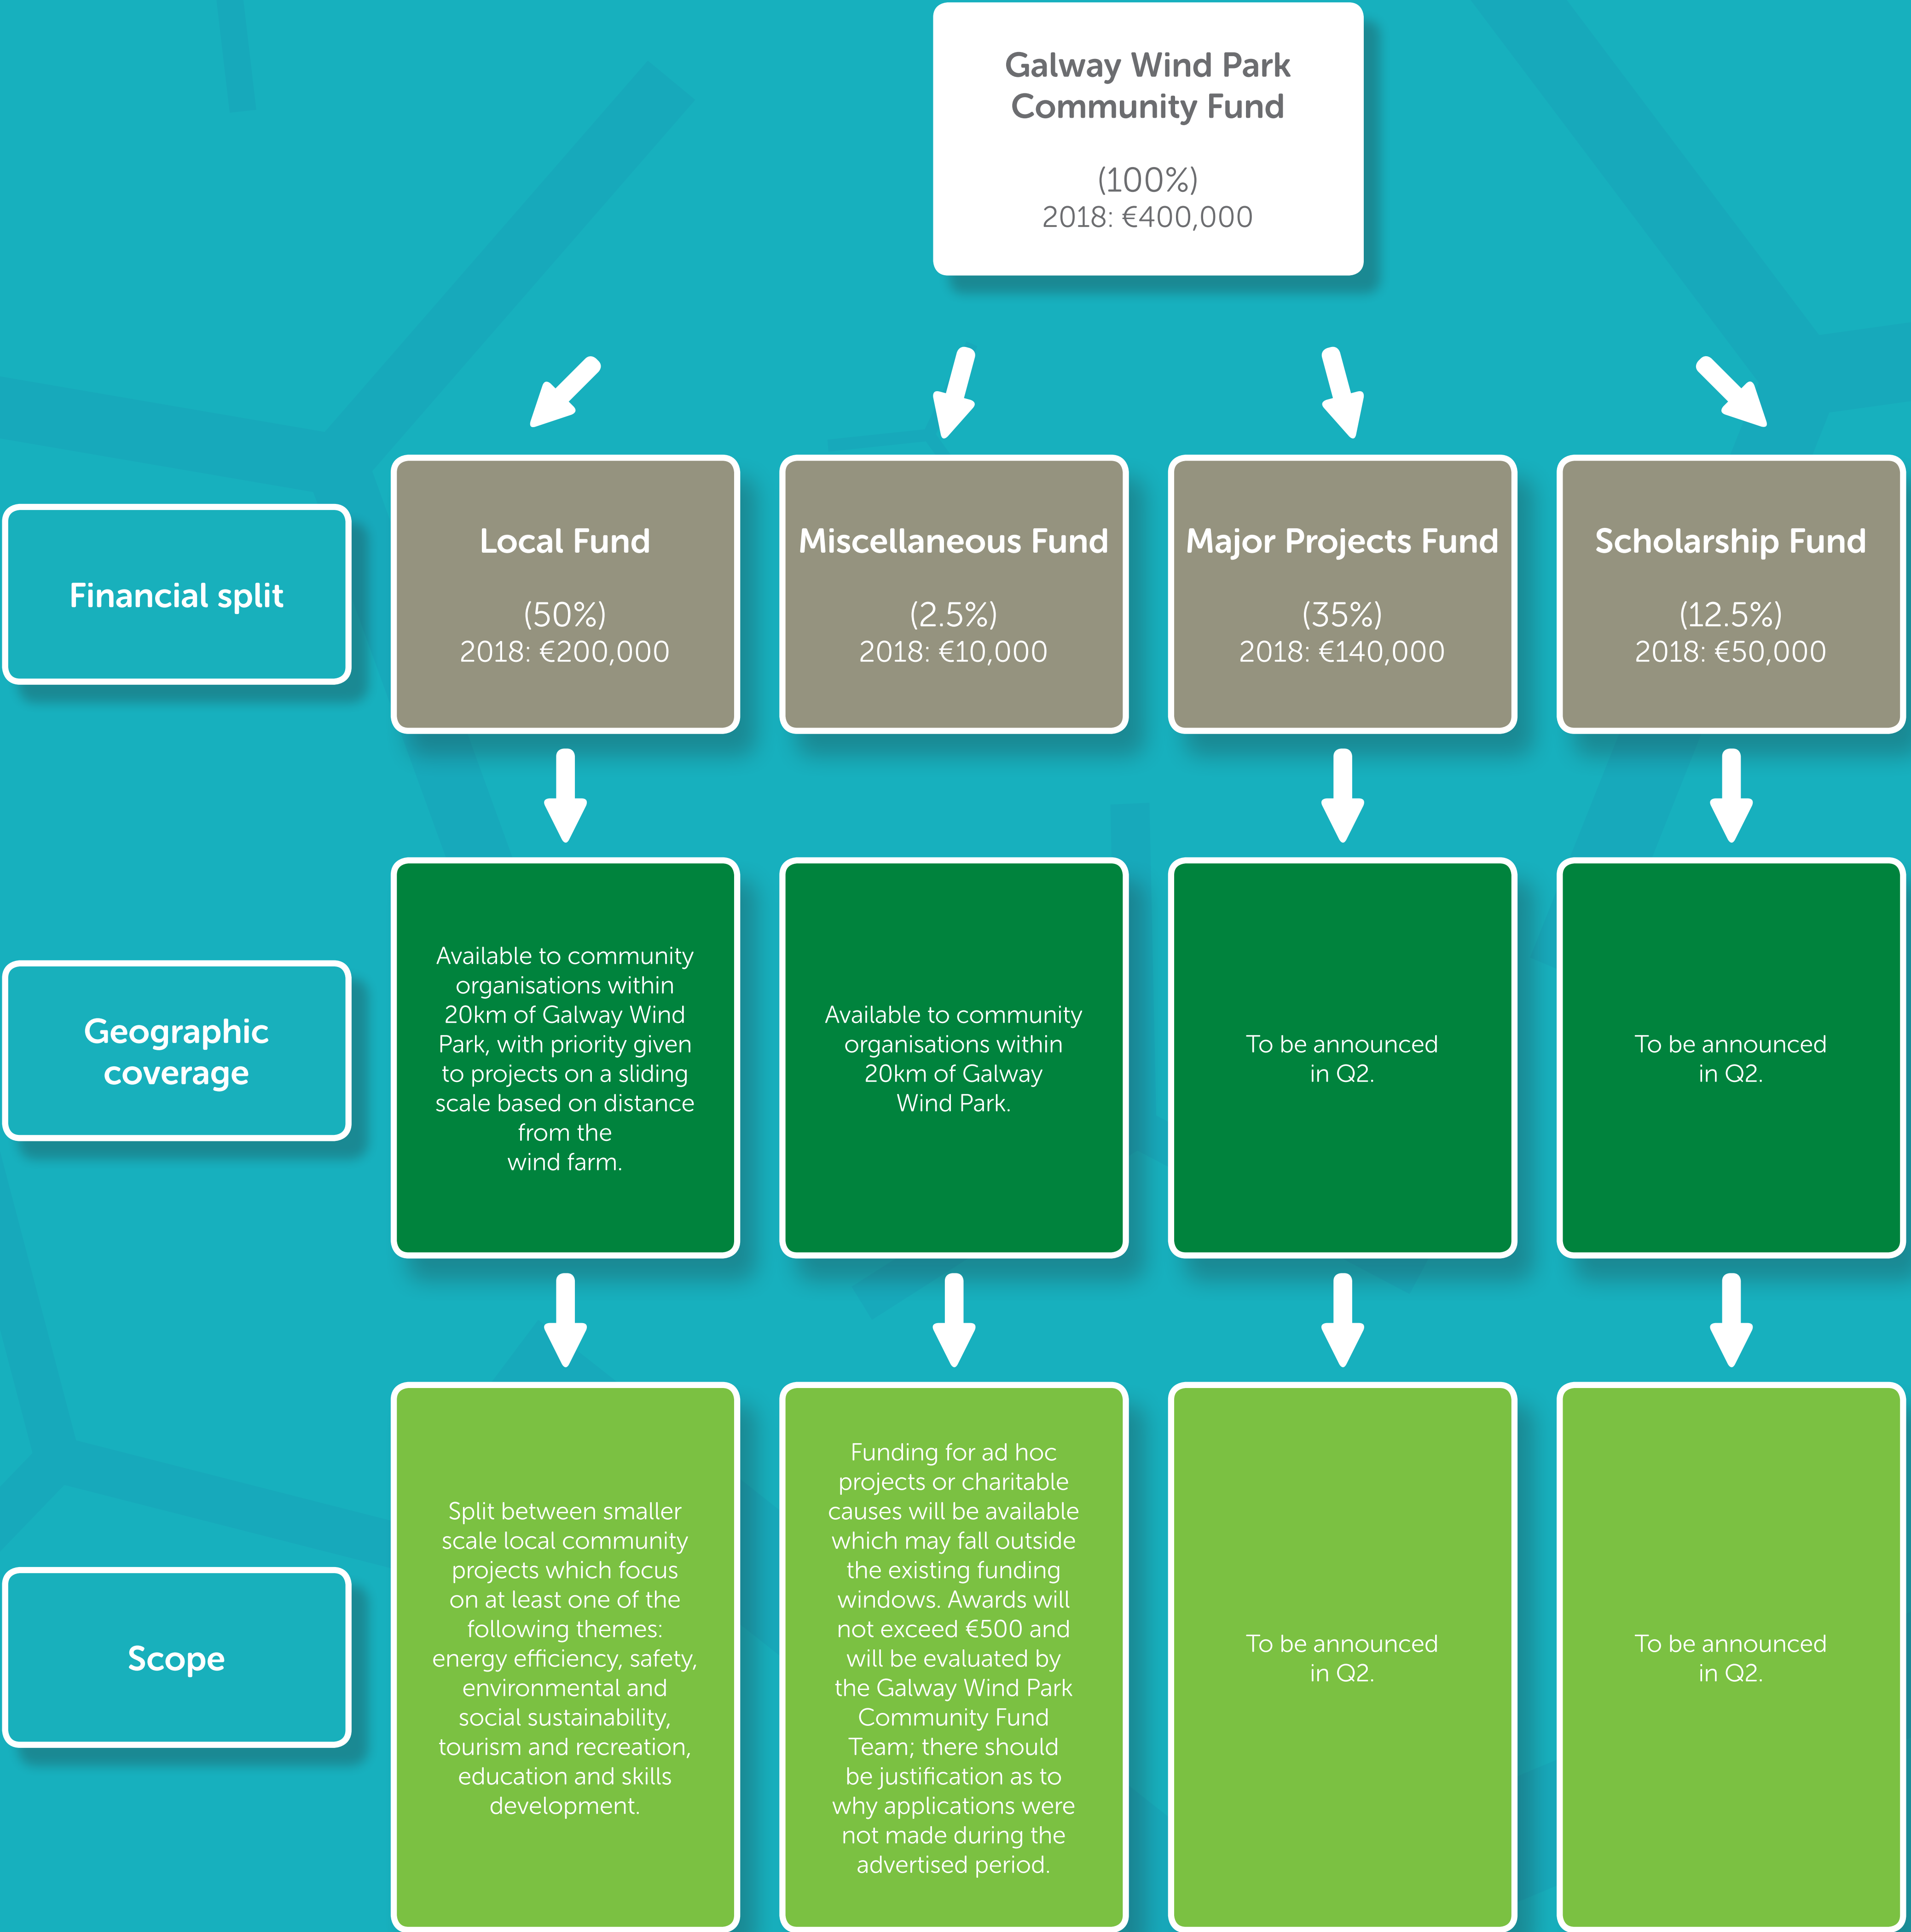 Galway Wind Park
Community Fund
(100%)
2018: €400,000
Financial split
Local Fund
(50%)
2018: €200,000
Miscellaneous Fund
(2.5%)
2018: €10,000
Major Projects Fund
(35%)
2018: €140,000
Scholarship Fund
(12.5%)
2018: €50,000
Geographic
coverage
Available to community
organisations within
20km of Galway Wind
Park, with priority given
to projects on a sliding
scale based on distance
from the
wind farm.
Available to community
organisations within
20km of Galway
Wind Park.
To be announced
in Q2.
To be announced
in Q2.
Scope
Split between smaller
scale local community
projects which focus
on at least one of the
following themes:
energy efficiency, safety,
environmental and
social sustainability,
tourism and recreation,
education and skills
development.
Funding for ad hoc
projects or charitable
causes will be available
which may fall outside
the existing funding
windows. Awards will
not exceed €500 and
will be evaluated by
the Galway Wind Park
Community Fund
Team; there should
be justification as to
why applications were
not made during the
advertised period.
To be announced
in Q2.
To be announced
in Q2.